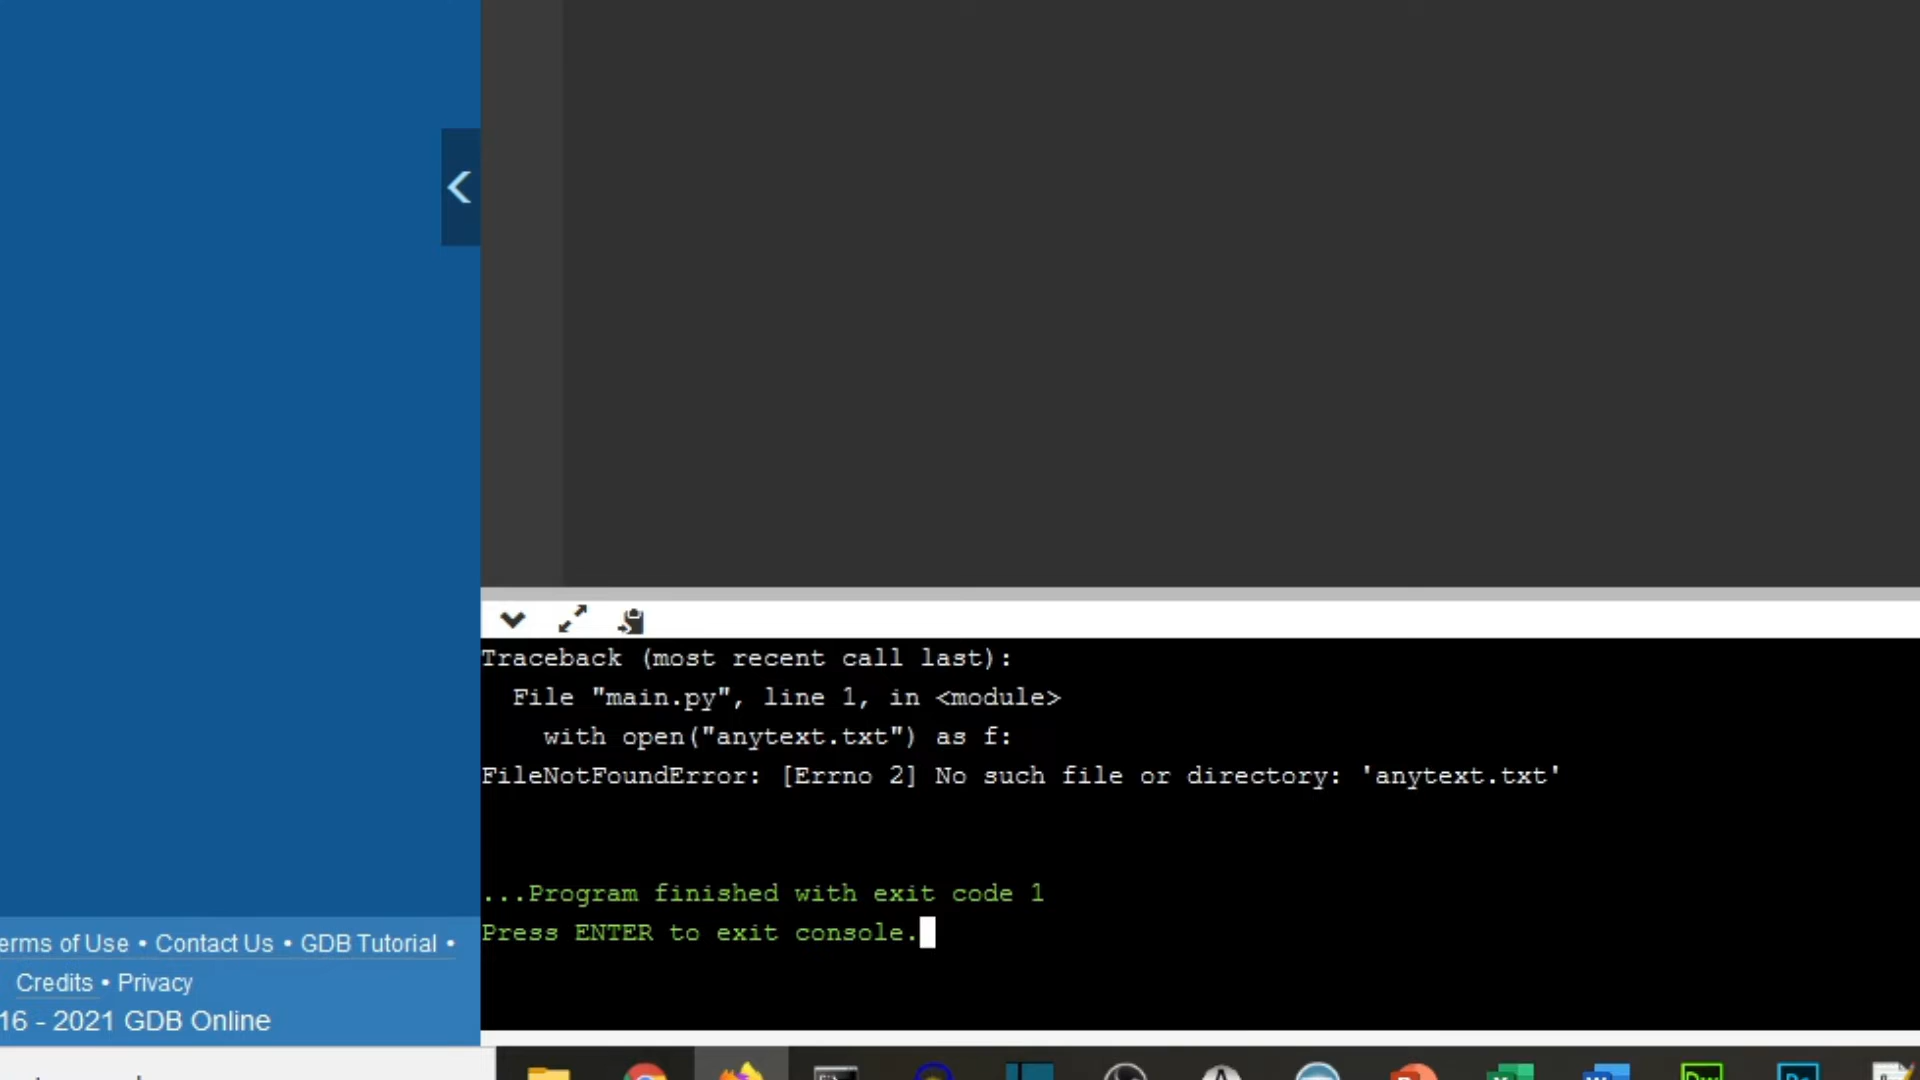 Traceback (most recent call last):
File "main.py", line 1, in <module>
with open("anytext.txt") as f:
FileNotFoundError: [Errno 2] No such file or directory: 'anytext.txt'
...Program finished with exit code 1
Press ENTER to exit console.
erms of Use • Contact Us • GDB Tutorial •
Credits • Privacy
16 - 2021 GDB Online